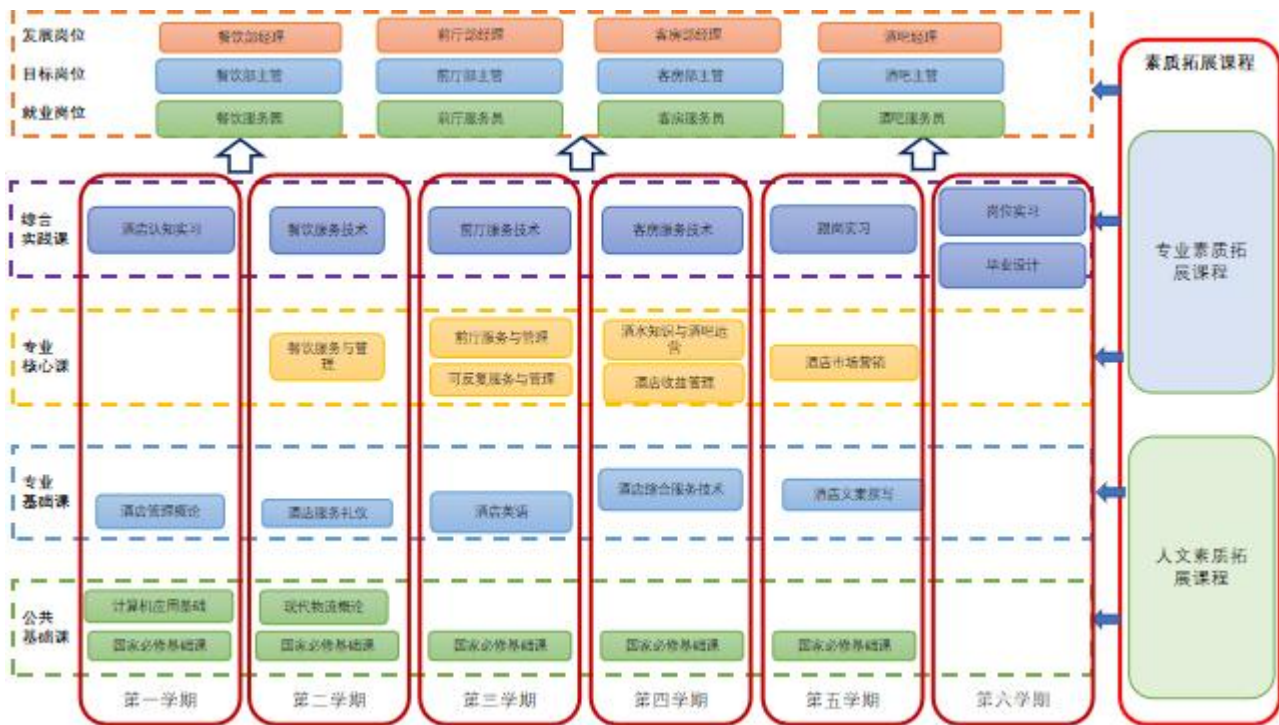 发展岗位
餐饮部经理
前厅部经理
客房部经理
酒吧经理
目标岗位
餐饮部主管
前厅部主管
客房部主管
酒吧主管
就业岗位
餐饮服务员
前厅服务员
客房服务员
酒吧服务员
素质拓展课程
综合
实践课
酒店认知实习
餐饮服务技术
前厅服务技术
客房服务技术
跟岗实习
岗位实习
毕业设计
专业素质拓
展课程
专业
核心课
餐饮服务与管
理
前厅服务与管理
可反复服务与管理
酒水知识与酒吧运
营
酒店收益管理
酒店市场营销
专业
基础课
酒店管理概论
酒店服务礼仪
酒店英语
酒店综合服务技术
酒店文案撰写
人文素质拓
展课程
公共
基础课
计算机应用基础
现代物流概论
国家必修基础课
国家必修基础课
国家必修基础课
国家必修基础课
国家必修基础课
第一学期
第二学期
第三学期
第四学期
第五学期
第六学期